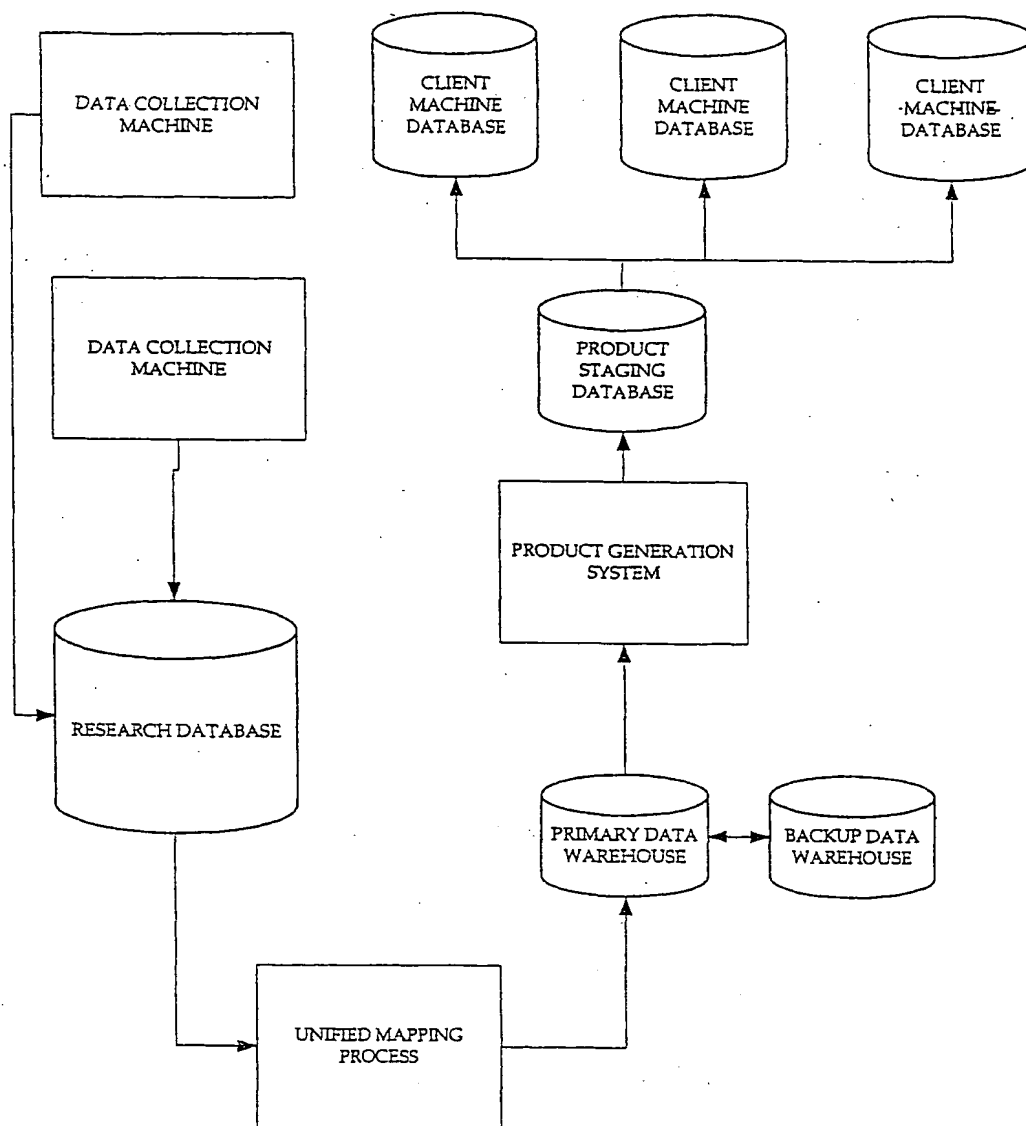 DATA COLLECTION
MACHINE
CLIENT
MACHINE
DATABASE
CLIENT
MACHINE
DATABASE
CLIENT
MACHINE
DATABASE
DATA COLLECTION
MACHINE
PRODUCT
STAGING
DATABASE
PRODUCT GENERATION
SYSTEM
RESEARCH DATABASE
PRIMARY DATA
WAREHOUSE
BACKUP DATA
WAREHOUSE
UNIFIED MAPPING
PROCESS